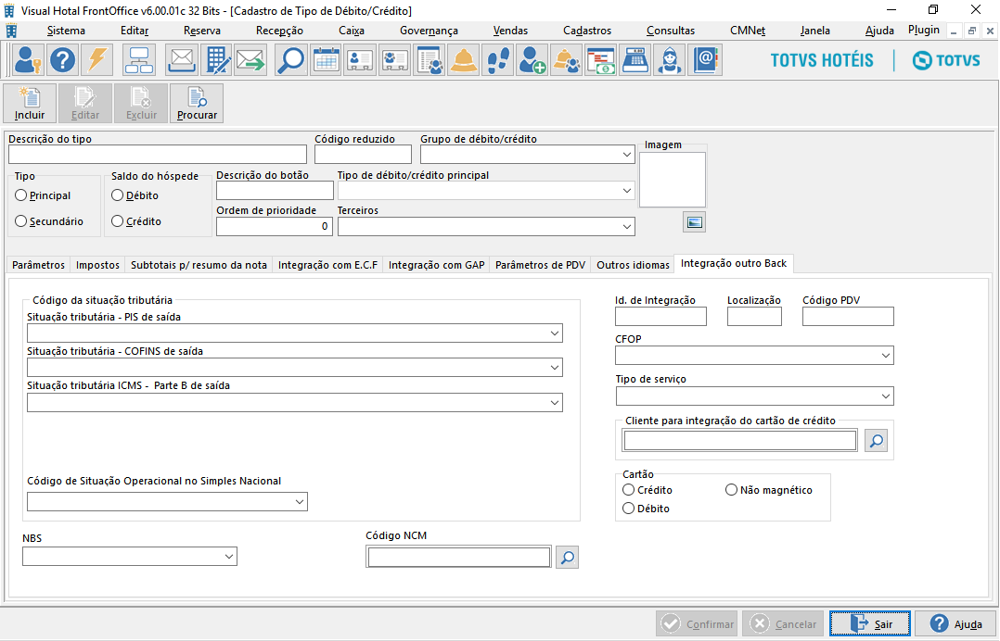 Visual Hotal FrontOffice v6.00.01c 32 Bits - [Cadastro de Tipo de Débito/Crédito]
Sistema Editar Reserva Recepção Caixa Governança Vendas Cadastros Consultas CMNet Janela Ajuda Plugin
TOTVS HOTÉIS | TOTVS
Incluir Editar Excluir Procurar
Descrição do tipo Código reduzido Grupo de débito/crédito Imagem
Tipo Saldo do hóspede Descrição do botão Tipo de débito/crédito principal
Principal Débito
Ordem de prioridade Terceiros
Secundário Crédito 0
Parâmetros Impostos Subtotais p/ resumo da nota Integração com E.C.F Integração com GAP Parâmetros de PDV Outros idiomas Integração outro Back
Código da situação tributária Id. de Integração Localização Código PDV
Situação tributária - PIS de saída
CFOP
Situação tributária - COFINS de saída
Tipo de serviço
Situação tributária ICMS - Parte B de saída
Cliente para integração do cartão de crédito
Cartão
Código de Situação Operacional no Simples Nacional
Crédito Não magnético
Débito
NBS Código NCM
Confirmar Cancelar Sair Ajuda